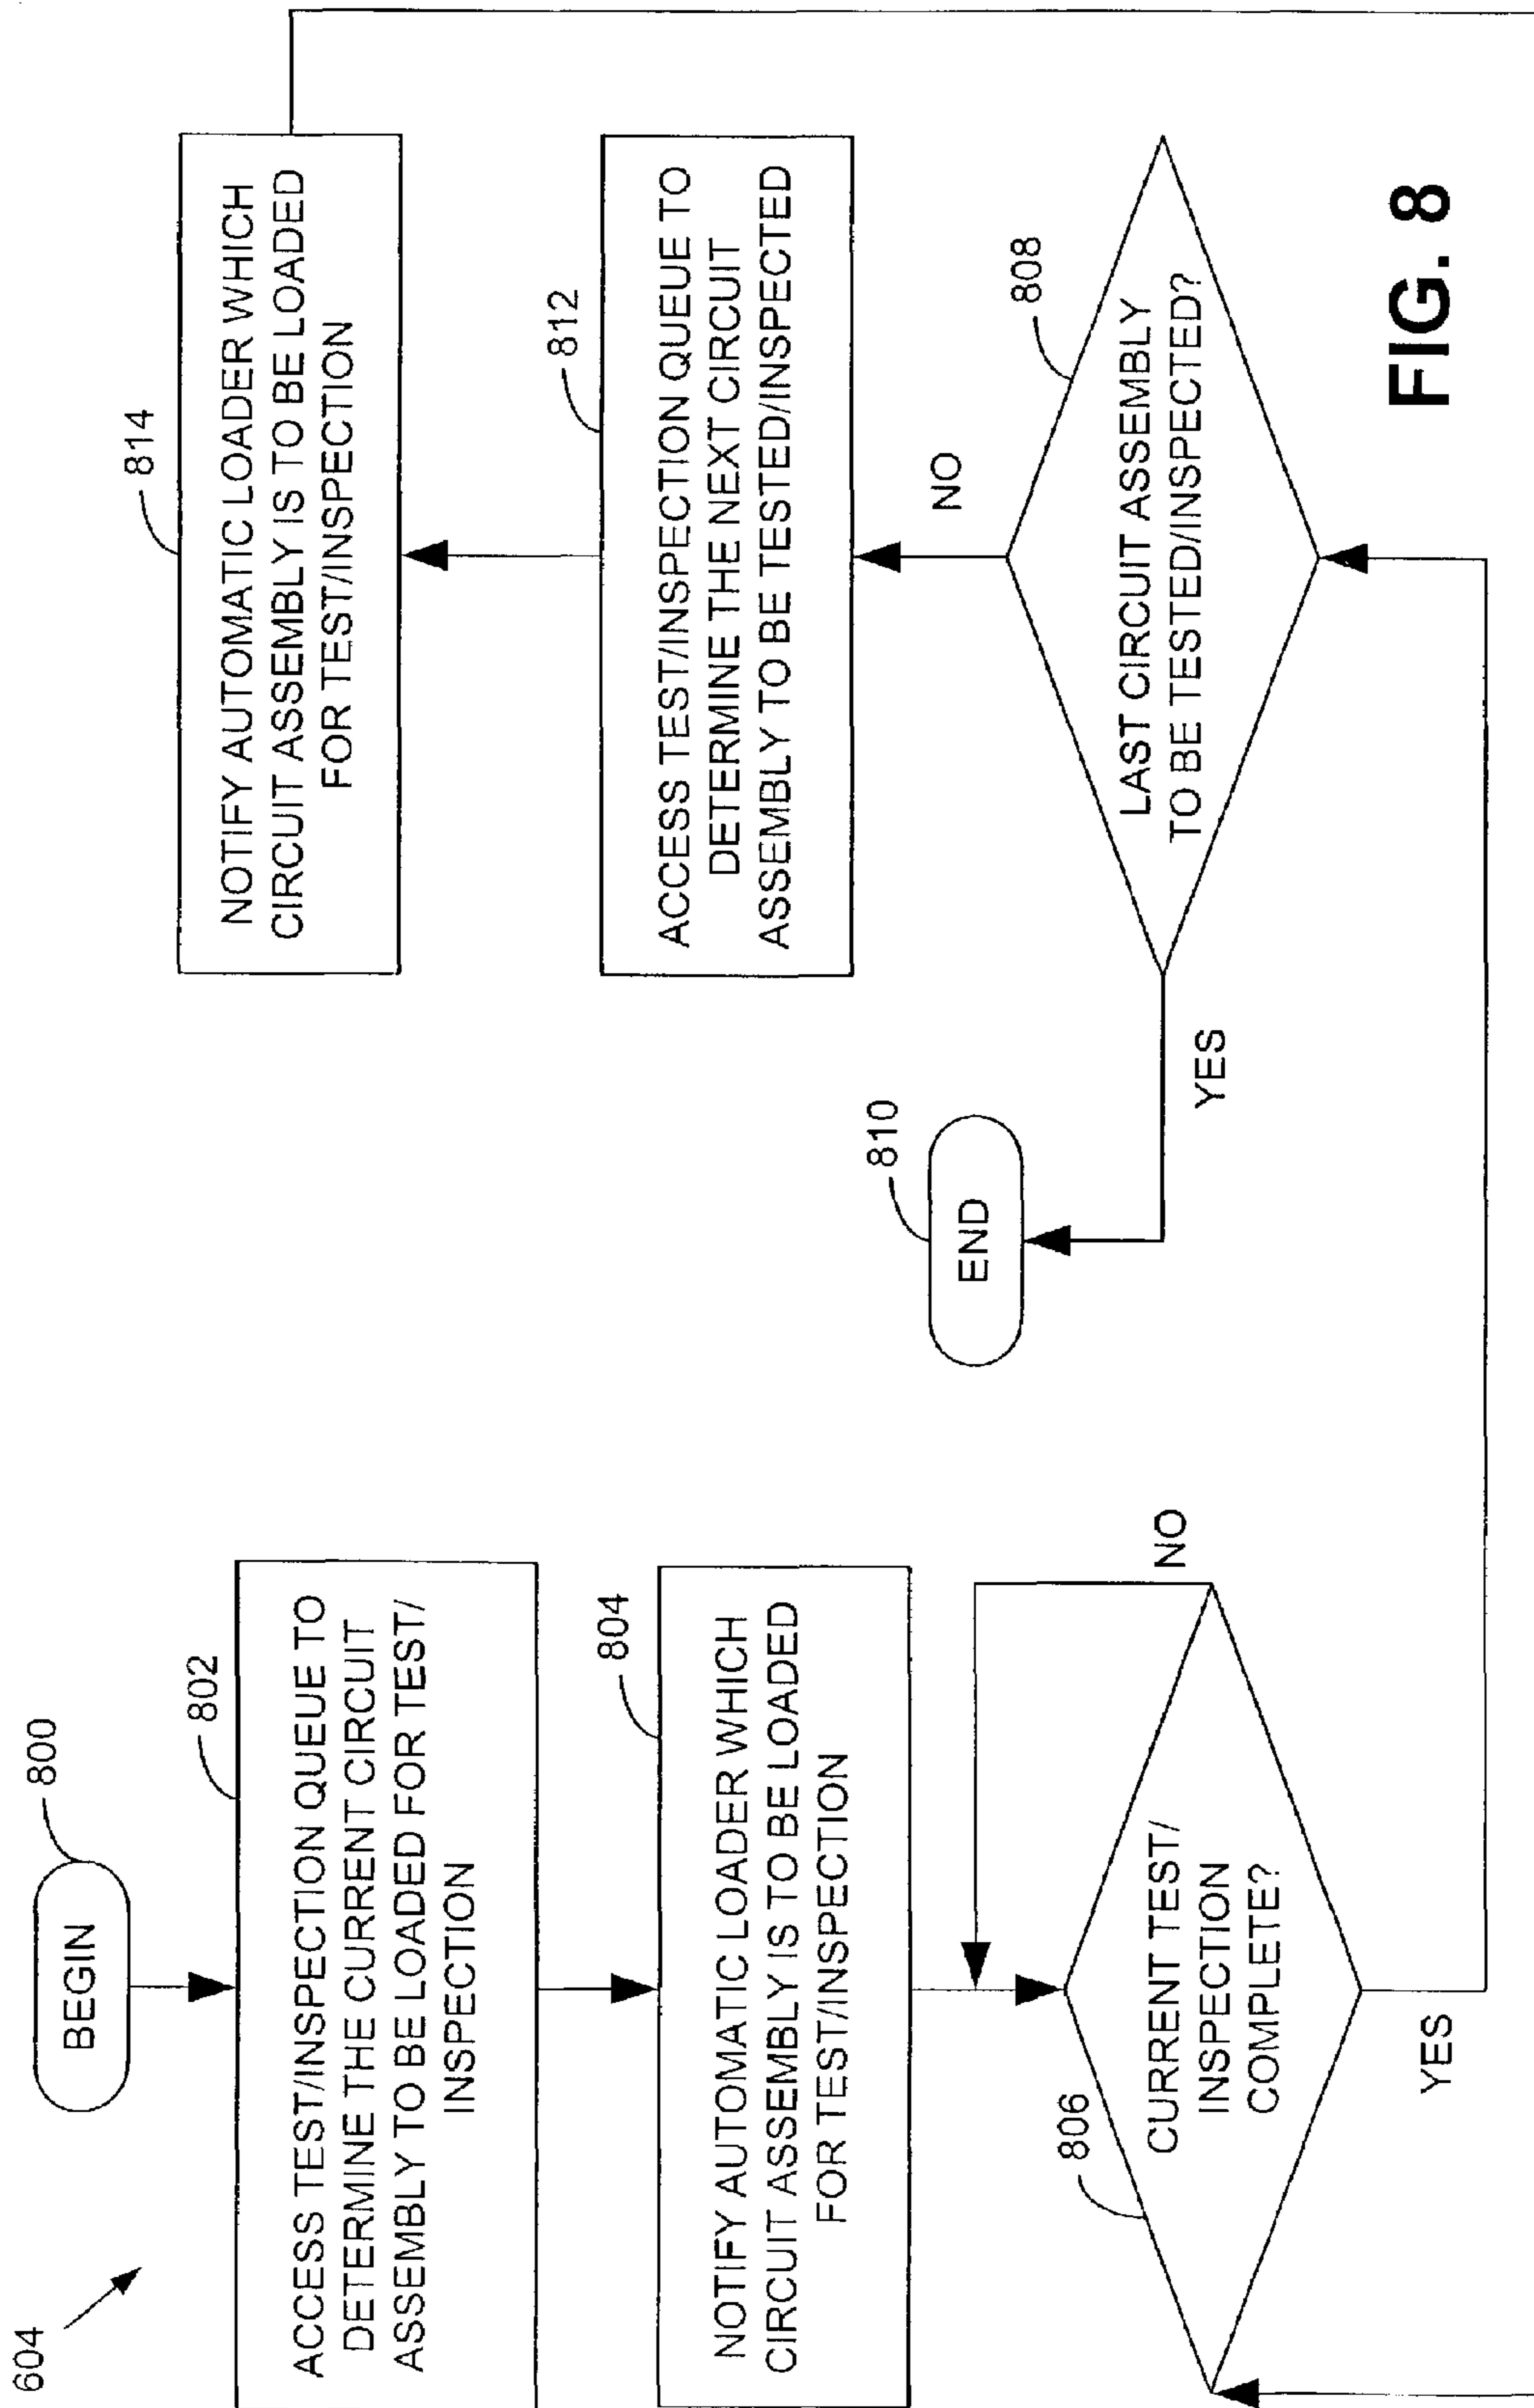 604
BEGIN
800
ACCESS TEST/INSPECTION QUEUE TO
DETERMINE THE CURRENT CIRCUIT
ASSEMBLY TO BE LOADED FOR TEST/
INSPECTION
802
NOTIFY AUTOMATIC LOADER WHICH
CIRCUIT ASSEMBLY IS TO BE LOADED
FOR TEST/INSPECTION
804
806
CURRENT TEST/
INSPECTION
COMPLETE?
NO
YES
814
NOTIFY AUTOMATIC LOADER WHICH
CIRCUIT ASSEMBLY IS TO BE LOADED
FOR TEST/INSPECTION
812
ACCESS TEST/INSPECTION QUEUE TO
DETERMINE THE NEXT CIRCUIT
ASSEMBLY TO BE TESTED/INSPECTED
NO
808
LAST CIRCUIT ASSEMBLY
TO BE TESTED/INSPECTED?
YES
810
END
FIG. 8